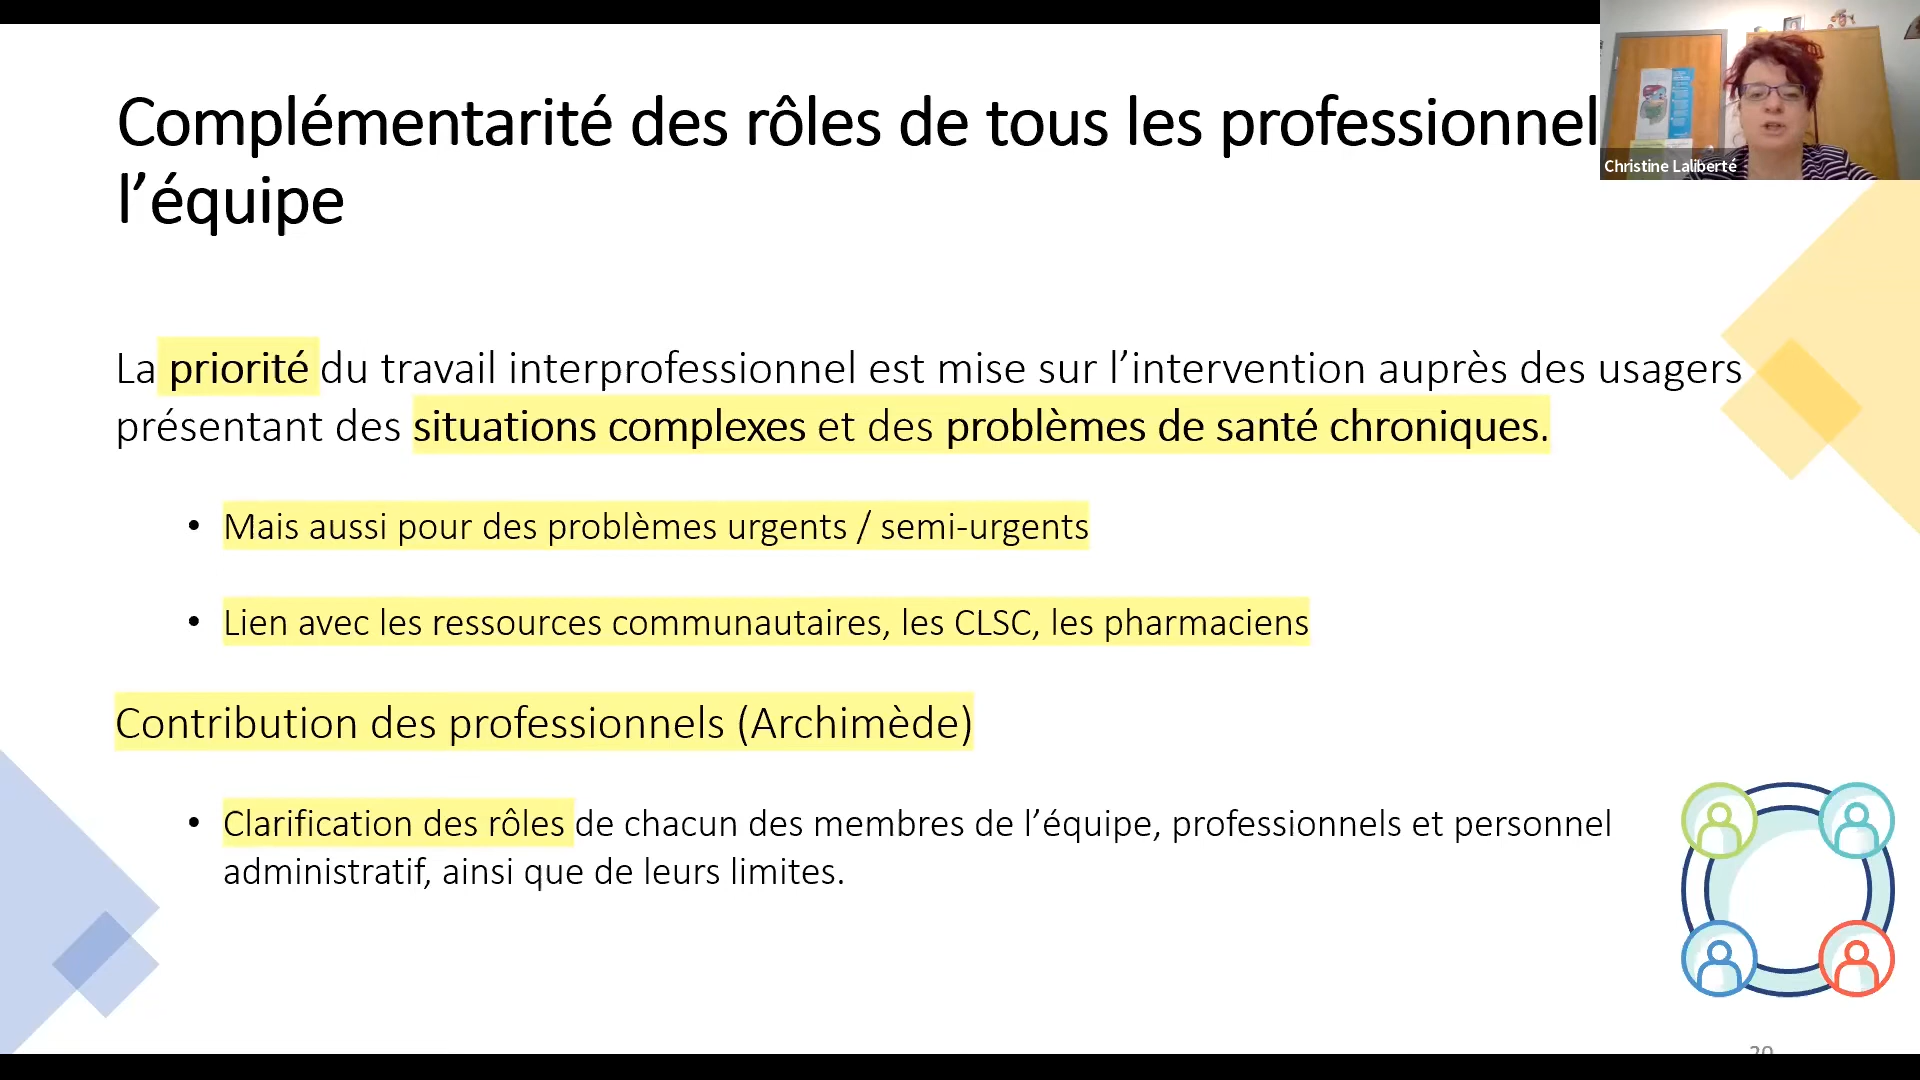 Complémentarité des rôles de tous les professionnel
l’équipe
Christine Laliberté
La priorité du travail interprofessionnel est mise sur l’intervention auprès des usagers
présentant des situations complexes et des problèmes de santé chroniques.
• Mais aussi pour des problèmes urgents / semi-urgents
• Lien avec les ressources communautaires, les CLSC, les pharmaciens
Contribution des professionnels (Archimède)
• Clarification des rôles de chacun des membres de l’équipe, professionnels et personnel
administratif, ainsi que de leurs limites.